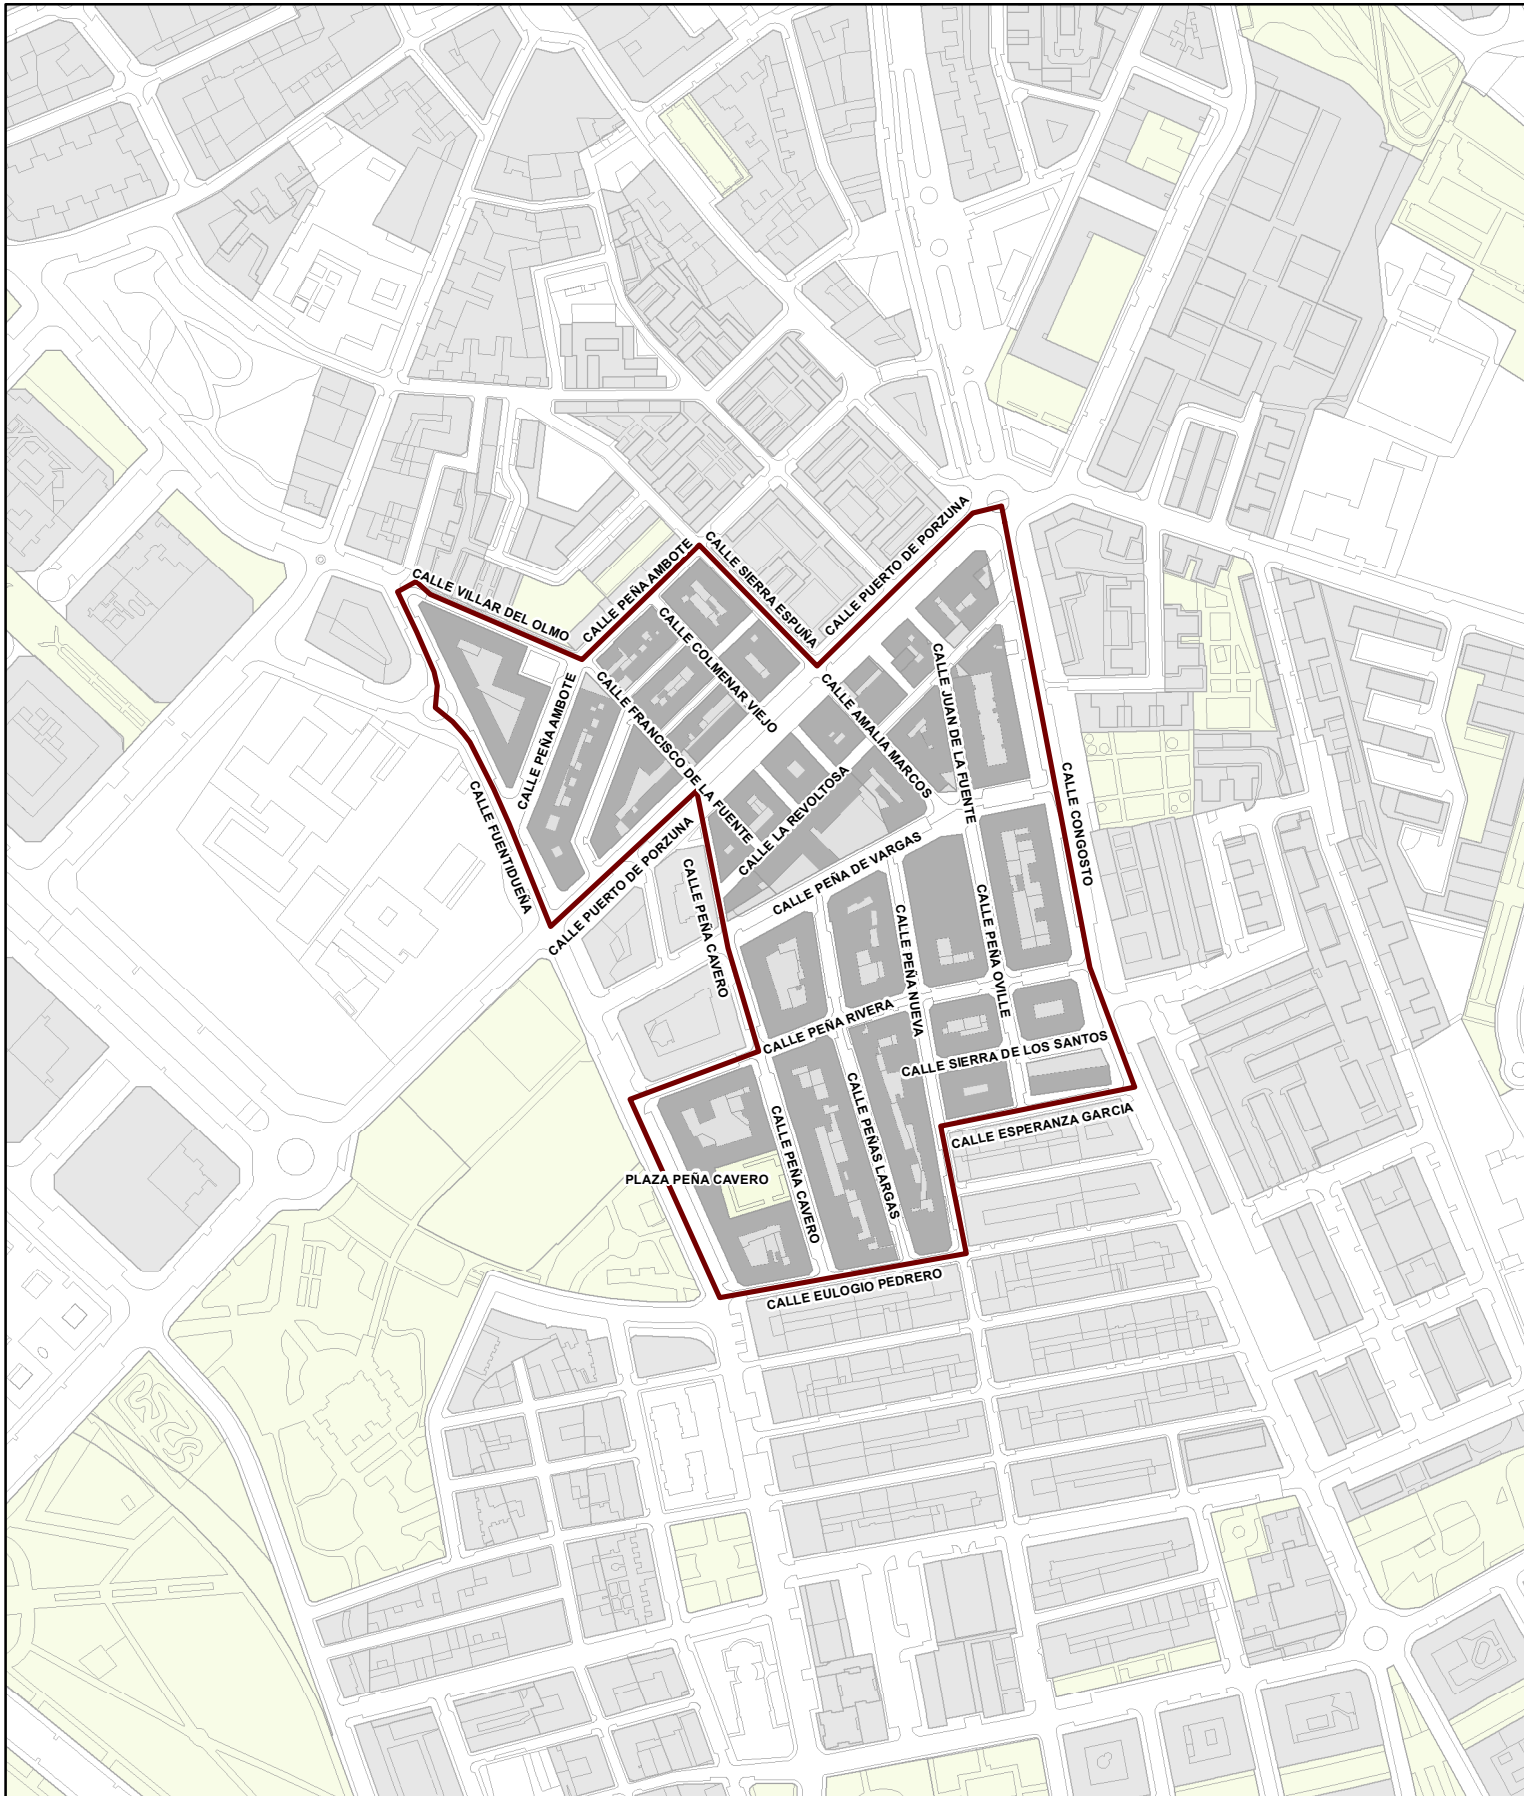 CALLE PUERTO DE PORZUNA
CALLE SIERRA ESPUÑA
CALLE PEÑA AMBOTE
CALLE VILLAR DEL OLMO
CALLE COLMENAR VIEJO
CALLE JUAN DE LA FUENTE
CALLE PEÑA AMBOTE
CALLE FRANCISCO DE LA FUENTE
CALLE AMALIA MARCOS
CALLE LA REVOLTOSA
CALLE CONGOSTO
CALLE FUENTIDUEÑA
CALLE PUERTO DE PORZUNA
CALLE PEÑA DE VARGAS
CALLE PEÑA CAVERO
CALLE PEÑA NUEVA
CALLE PEÑA OVILLE
CALLE PEÑA RIVERA
CALLE SIERRA DE LOS SANTOS
CALLE PEÑAS LARGAS
CALLE PEÑA CAVERO
CALLE ESPERANZA GARCIA
PLAZA PEÑA CAVERO
CALLE EULOGIO PEDRERO